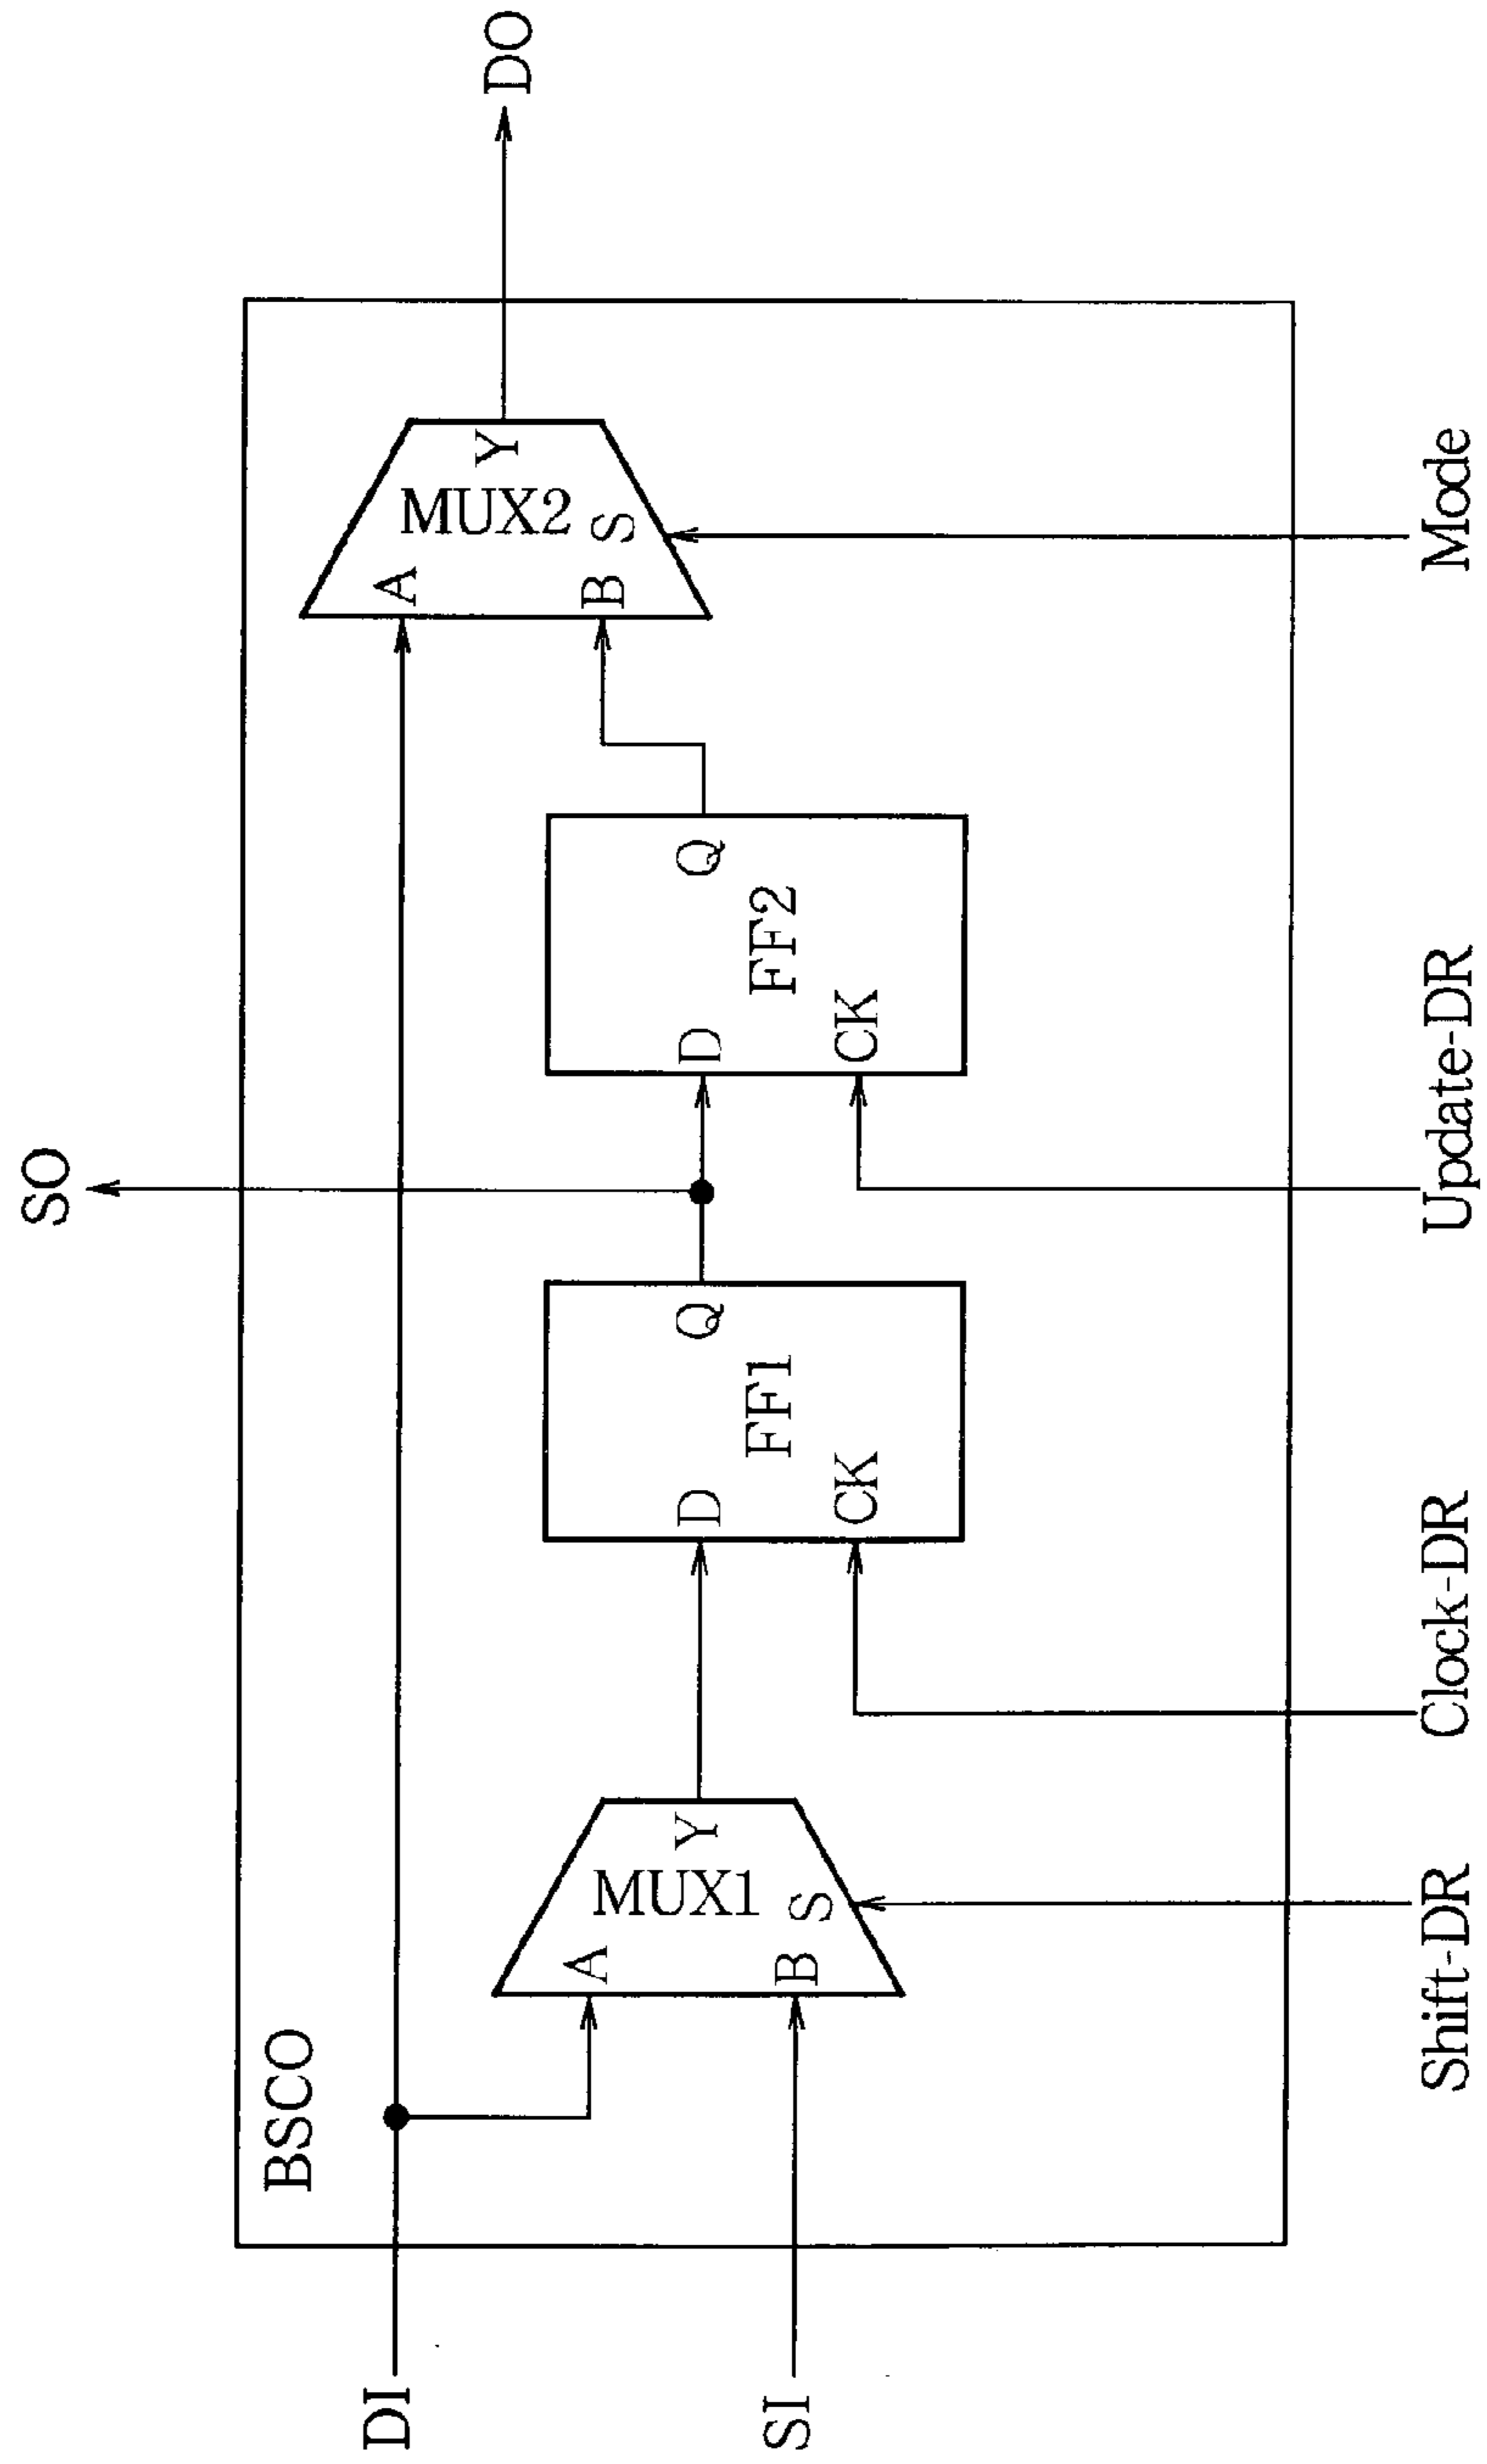 SO
BSCO
DI
SI
A
B
S
MUX1
Y
D
CK
FF1
Q
D
CK
FF2
Q
A
B
S
MUX2
Y
DO
Shift-DR
Clock-DR
Update-DR
Mode